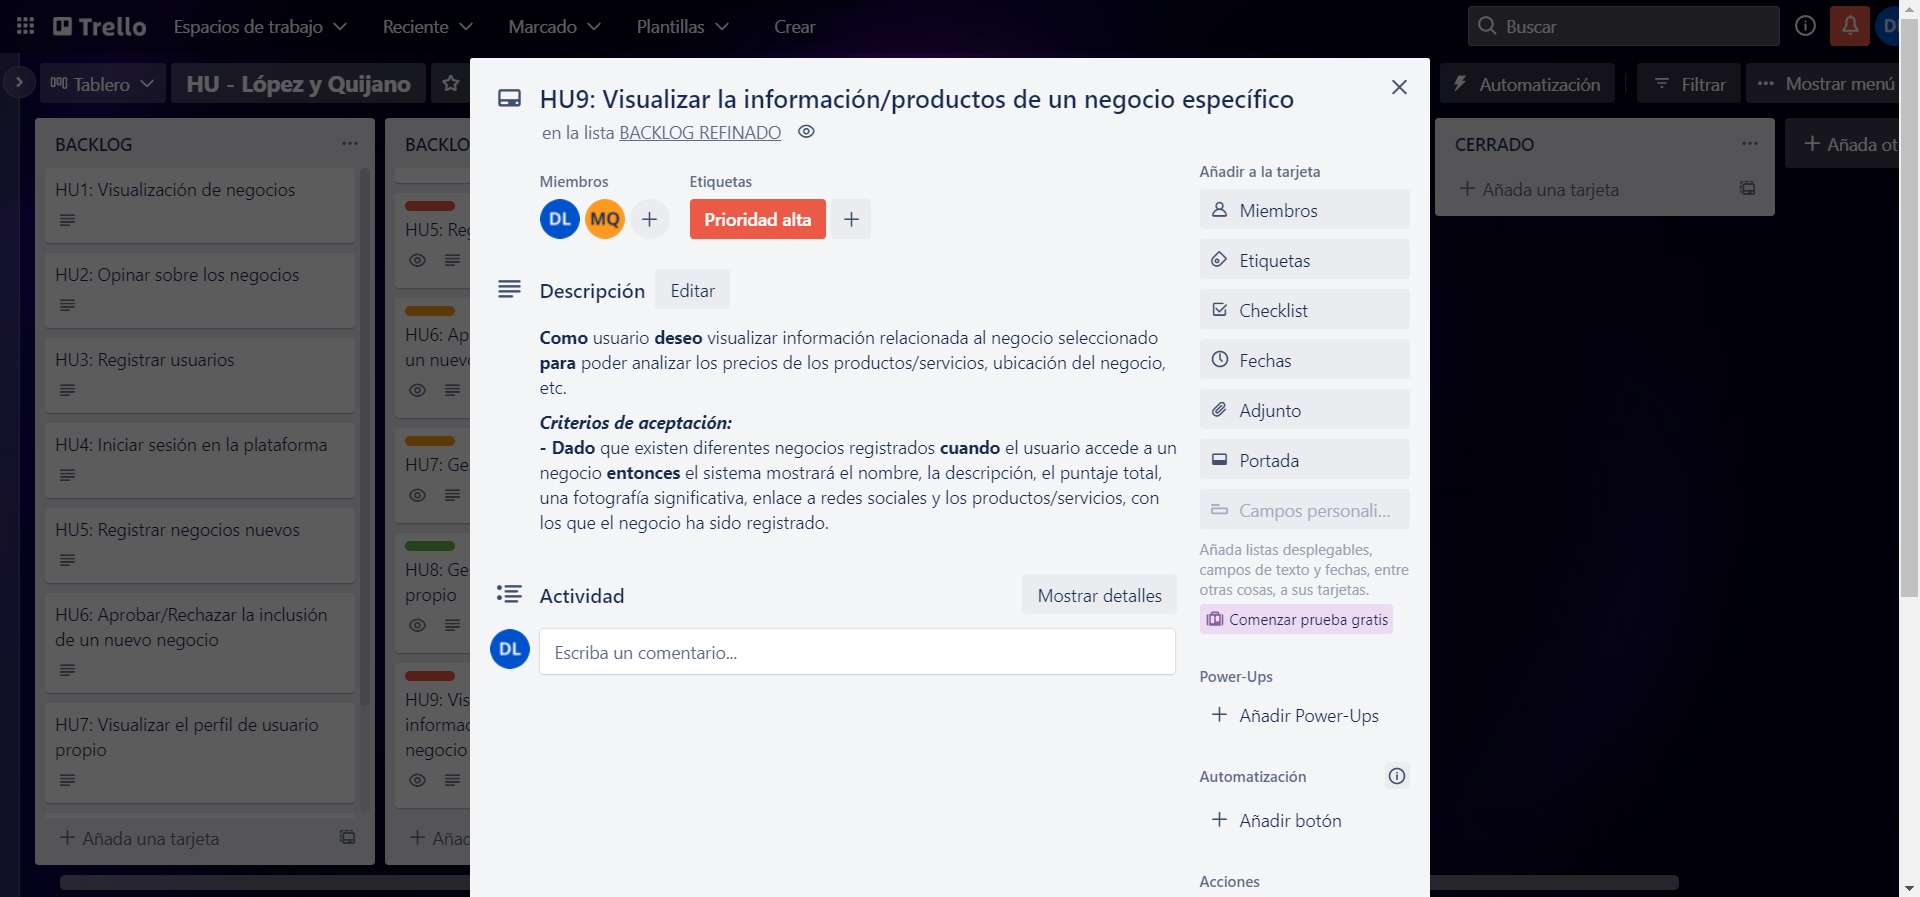 Trello
Espacios de trabajo
Reciente
Marcado
Plantillas
Crear
Buscar
DL
Tablero
HU - López y Quijano
Automatización
Filtrar
Mostrar menú
BACKLOG
HU1: Visualización de negocios
HU2: Opinar sobre los negocios
HU3: Registrar usuarios
HU4: Iniciar sesión en la plataforma
HU5: Registrar negocios nuevos
HU6: Aprobar/Rechazar la inclusión
de un nuevo negocio
HU7: Visualizar el perfil de usuario
propio
Añada una tarjeta
BACKLO
HU5: Reg
HU6: Ap
un nuevo
HU7: Ge
HU8: Ge
propio
HU9: Vis
informac
negocio
Añad
HU9: Visualizar la información/productos de un negocio específico
en la lista BACKLOG REFINADO
Miembros
DL
MQ
Etiquetas
Prioridad alta
Descripción
Editar
Como usuario deseo visualizar información relacionada al negocio seleccionado
para poder analizar los precios de los productos/servicios, ubicación del negocio,
etc.
Criterios de aceptación:
- Dado que existen diferentes negocios registrados cuando el usuario accede a un
negocio entonces el sistema mostrará el nombre, la descripción, el puntaje total,
una fotografía significativa, enlace a redes sociales y los productos/servicios, con
los que el negocio ha sido registrado.
Actividad
Mostrar detalles
DL
Escriba un comentario...
Añadir a la tarjeta
Miembros
Etiquetas
Checklist
Fechas
Adjunto
Portada
Campos personali...
Añada listas desplegables,
campos de texto y fechas, entre
otras cosas, a sus tarjetas.
Comenzar prueba gratis
Power-Ups
Añadir Power-Ups
Automatización
Añadir botón
Acciones
CERRADO
Añada una tarjeta
Añada ot